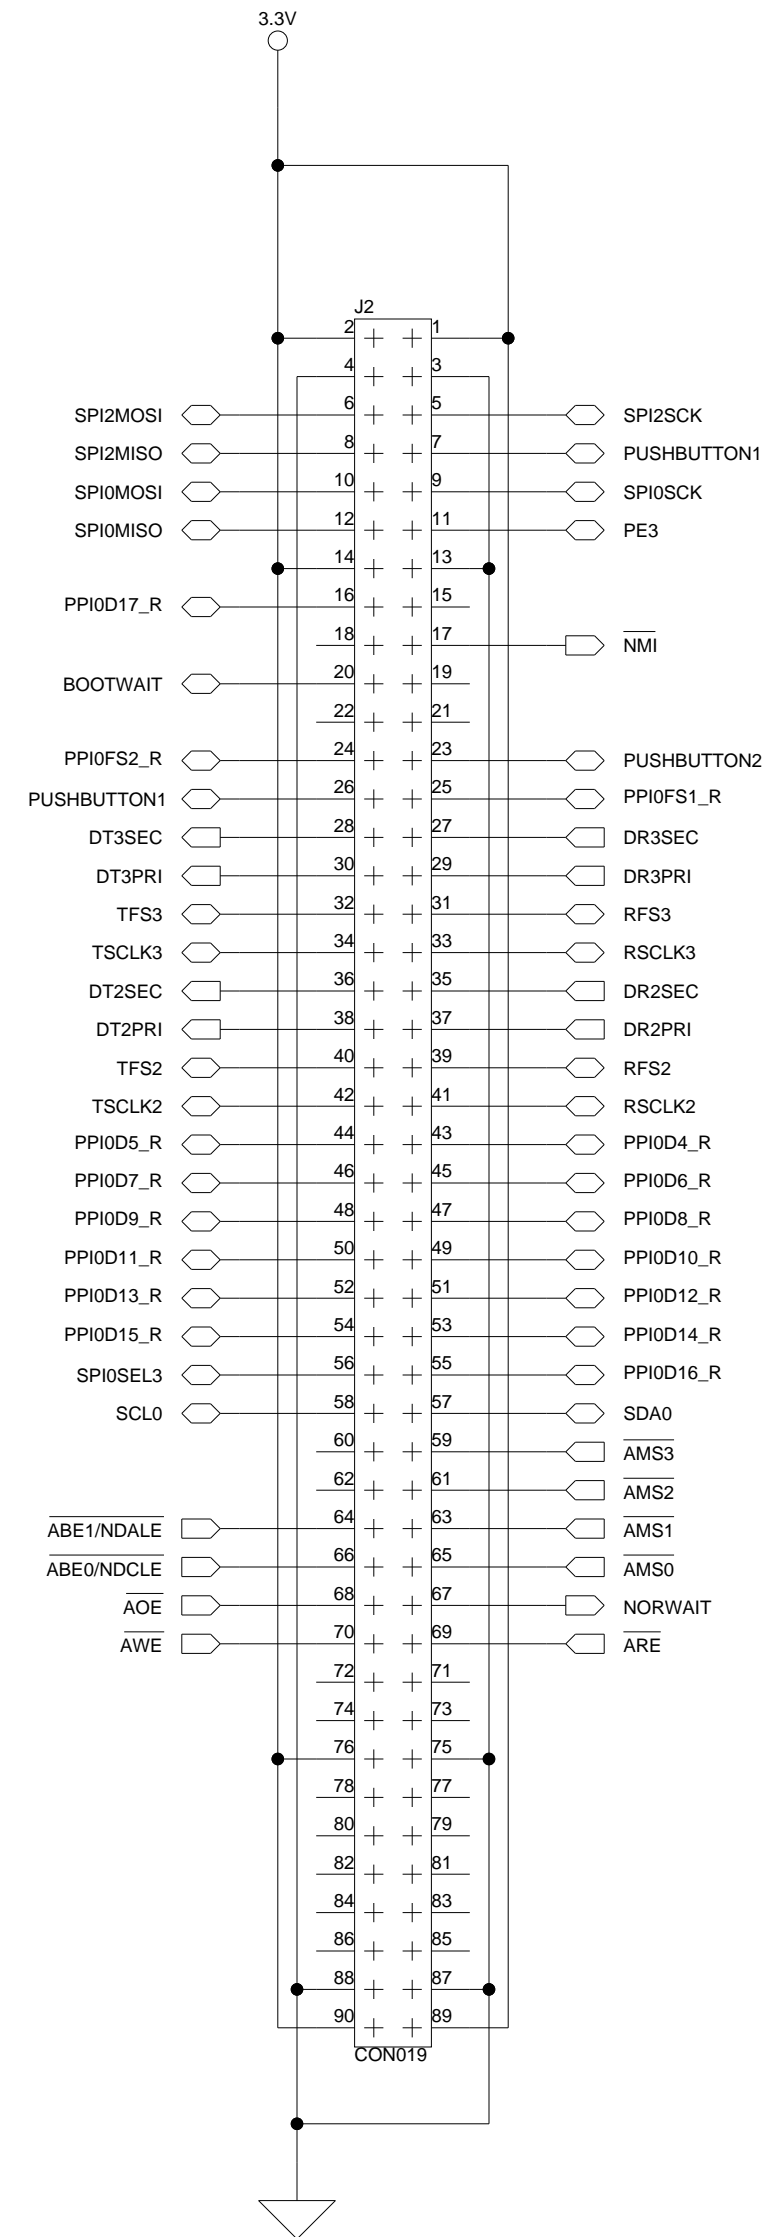 3.3V
J2
2 1
4 3
SPI2MOSI 6 5 SPI2SCK
SPI2MISO 8 7 PUSHBUTTON1
SPI0MOSI 10 9 SPI0SCK
SPI0MISO 12 11 PE3
14 13
PPI0D17_R 16 15
18 17 NMI
BOOTWAIT 20 19
22 21
PPI0FS2_R 24 23 PUSHBUTTON2
PUSHBUTTON1 26 25 PPI0FS1_R
DT3SEC 28 27 DR3SEC
DT3PRI 30 29 DR3PRI
TFS3 32 31 RFS3
TSCLK3 34 33 RSCLK3
DT2SEC 36 35 DR2SEC
DT2PRI 38 37 DR2PRI
TFS2 40 39 RFS2
TSCLK2 42 41 RSCLK2
PPI0D5_R 44 43 PPI0D4_R
PPI0D7_R 46 45 PPI0D6_R
PPI0D9_R 48 47 PPI0D8_R
PPI0D11_R 50 49 PPI0D10_R
PPI0D13_R 52 51 PPI0D12_R
PPI0D15_R 54 53 PPI0D14_R
SPI0SEL3 56 55 PPI0D16_R
SCL0 58 57 SDA0
60 59 AMS3
62 61 AMS2
ABE1/NDALE 64 63 AMS1
ABE0/NDCLE 66 65 AMS0
AOE 68 67 NORWAIT
AWE 70 69 ARE
72 71
74 73
76 75
78 77
80 79
82 81
84 83
86 85
88 87
90 89
CON019